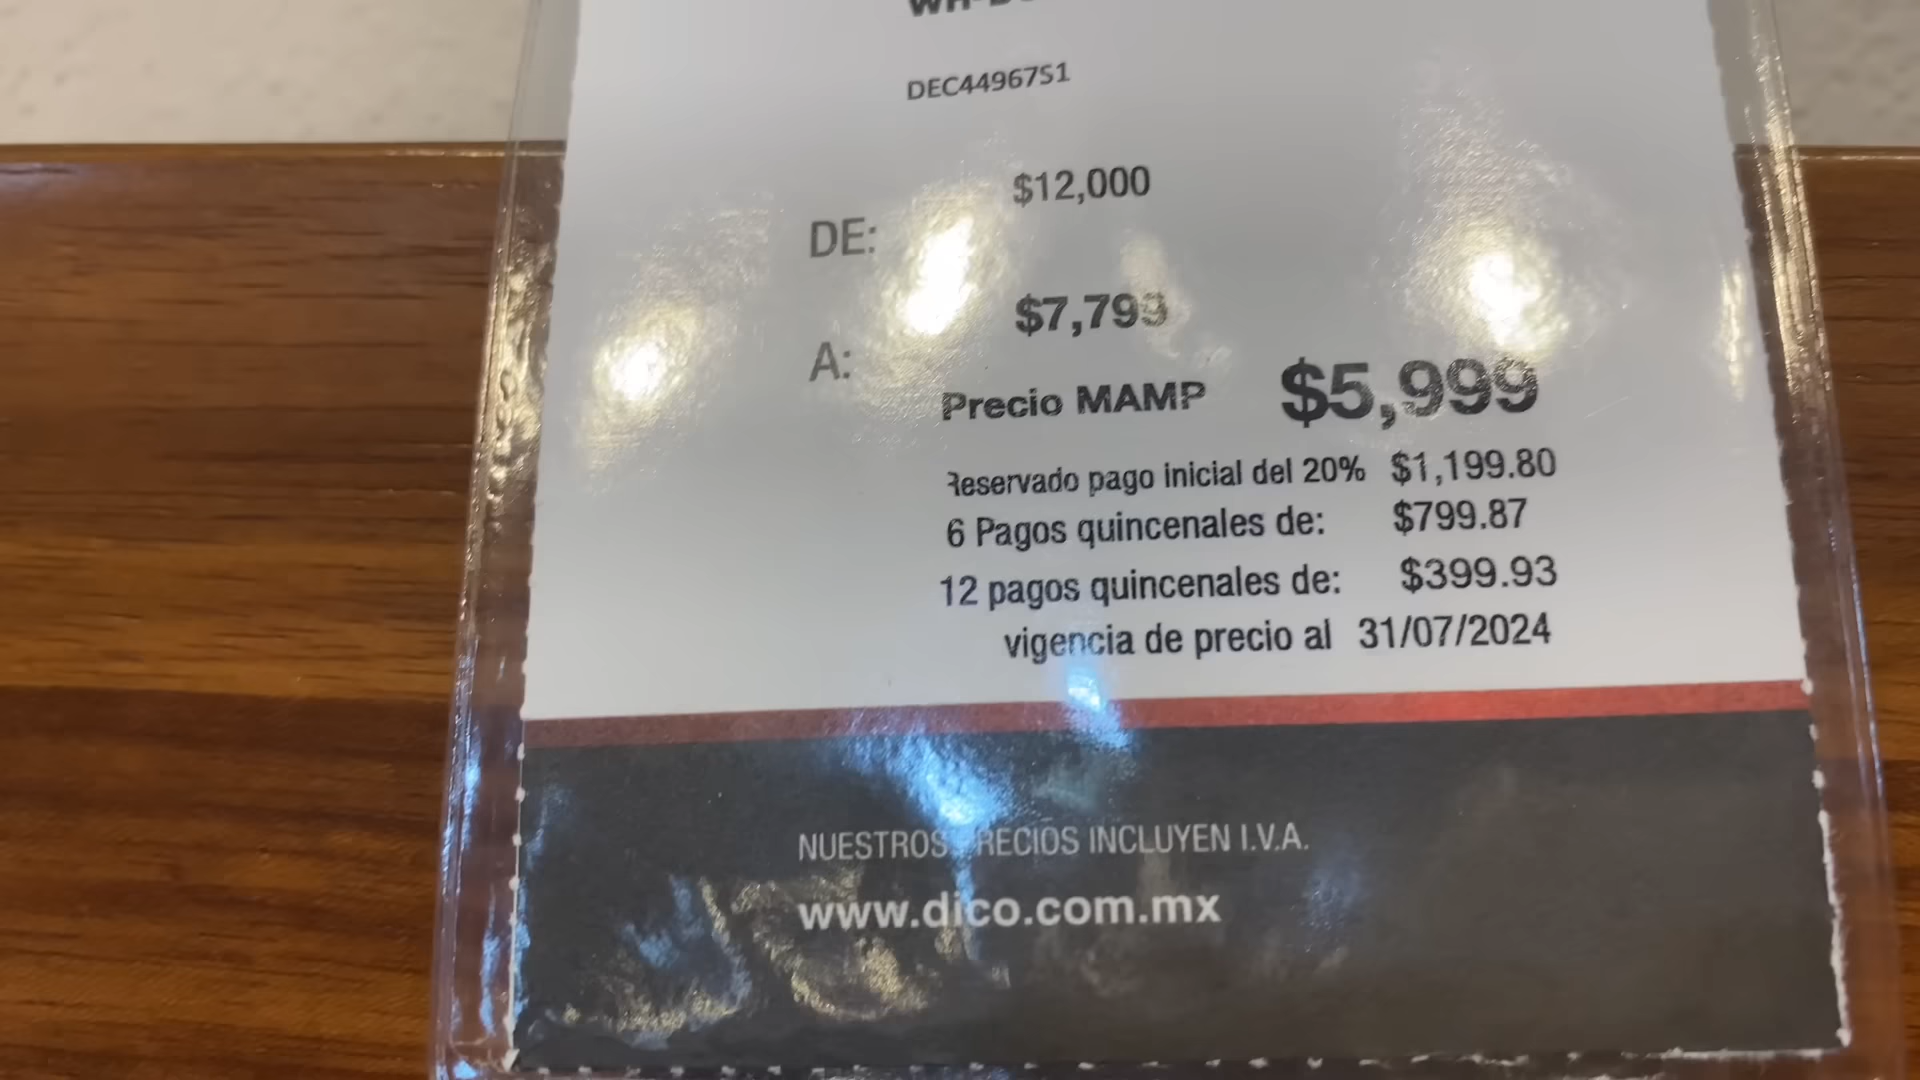 DEC44967S1
$12,000
DE:
$7,799
A:
Precio MAMP $5,999
Reservado pago inicial del 20% $1,199.80
6 Pagos quincenales de: $799.87
12 pagos quincenales de: $399.93
vigencia de precio al 31/07/2024
NUESTROS PRECIOS INCLUYEN I.V.A.
www.dico.com.mx